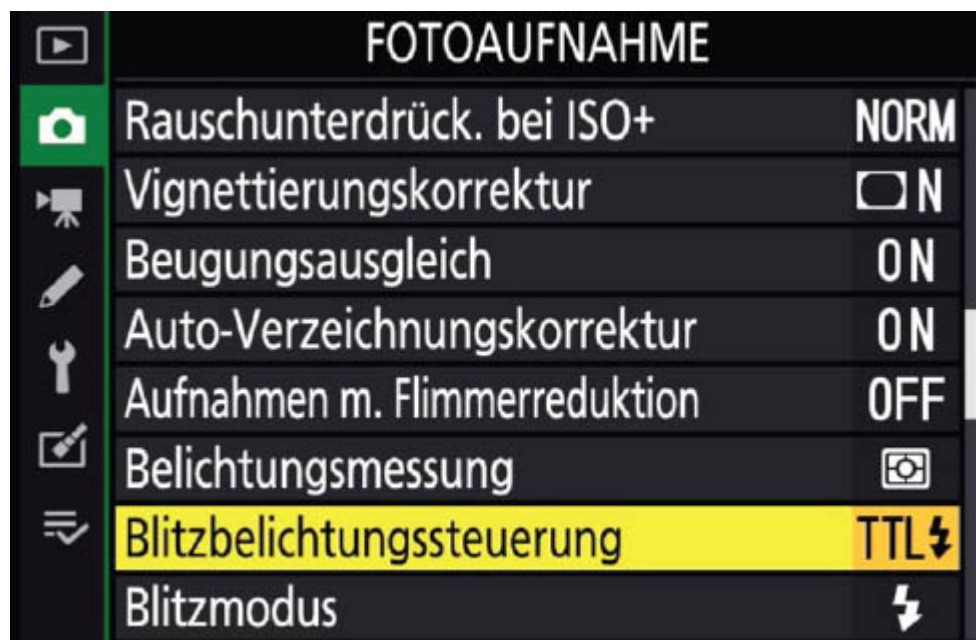 FOTOAUFNAHME
Rauschunterdrück. bei ISO+ NORM
Vignettierungskorrektur N
Beugungsausgleich ON
Auto-Verzeichnungskorrektur ON
Aufnahmen m. Flimmerreduktion OFF
Belichtungsmessung
Blitzbelichtungssteuerung TTL
Blitzmodus